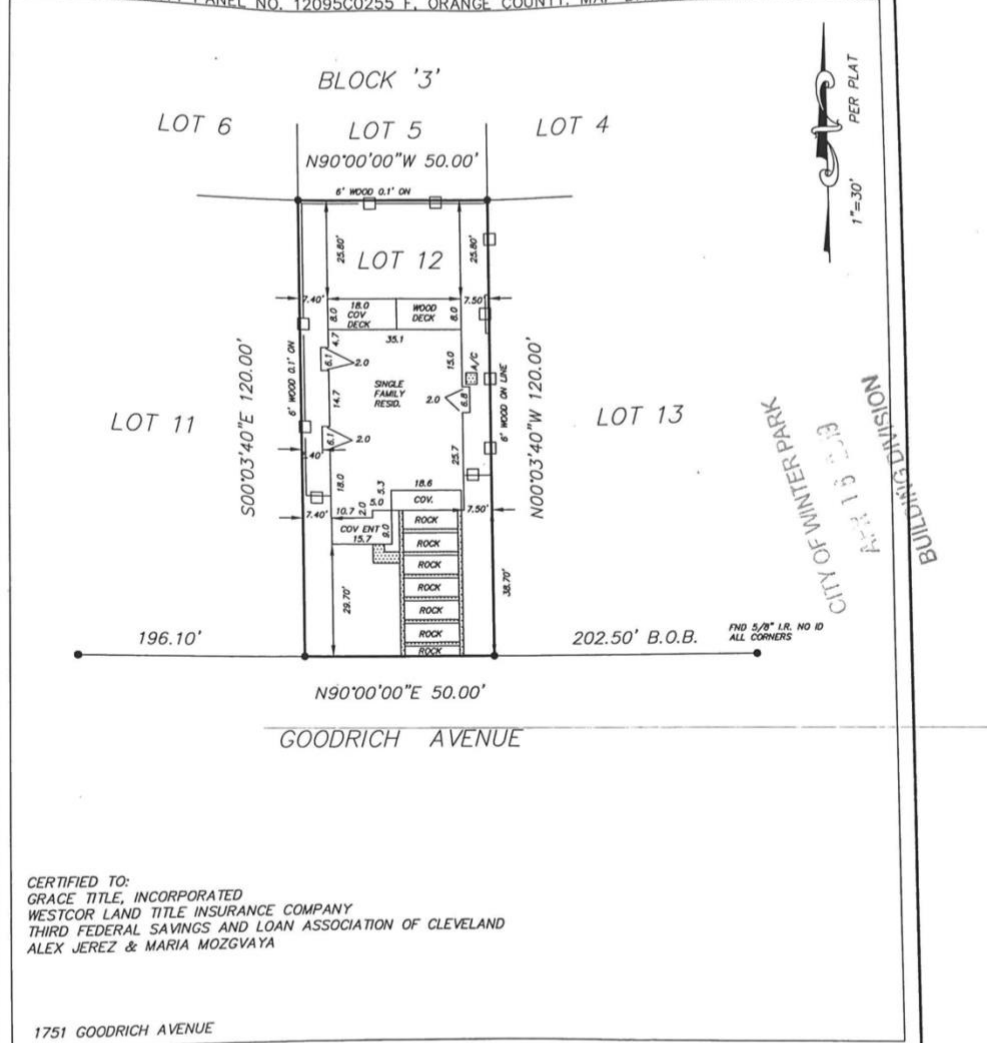 PANEL NO. 12095C0255 F, ORANGE COUNTY, MAP
BLOCK '3'
LOT 6
LOT 5
LOT 4
N90°00'00"W 50.00'
PER PLAT
1"=30'
6' WOOD 0.1' ON
25.80'
LOT 12
25.80'
7.40'
18.0
COV
DECK
WOOD
DECK
7.50'
8.0
8.0
4.7
35.1
6.1
2.0
15.0
A/C
SINGLE
FAMILY
RESID.
2.0
6.8
14.7
6' WOOD 0.1' ON
6' WOOD ON LINE
S00°03'40"E 120.00'
N00°03'40"W 120.00'
LOT 11
LOT 13
6.1
2.0
40'
18.0
25.7
5.3
18.6
COV.
5.0
2.0
7.40'
10.7
7.50'
COV ENT
15.7
9.0
ROCK
ROCK
ROCK
ROCK
ROCK
ROCK
ROCK
29.70'
38.70'
CITY OF WINTER PARK
BUILDING DIVISION
196.10'
202.50' B.O.B.
FND 5/8" I.R. NO ID
ALL CORNERS
N90°00'00"E 50.00'
GOODRICH AVENUE
CERTIFIED TO:
GRACE TITLE, INCORPORATED
WESTCOR LAND TITLE INSURANCE COMPANY
THIRD FEDERAL SAVINGS AND LOAN ASSOCIATION OF CLEVELAND
ALEX JEREZ & MARIA MOZGVAYA
1751 GOODRICH AVENUE